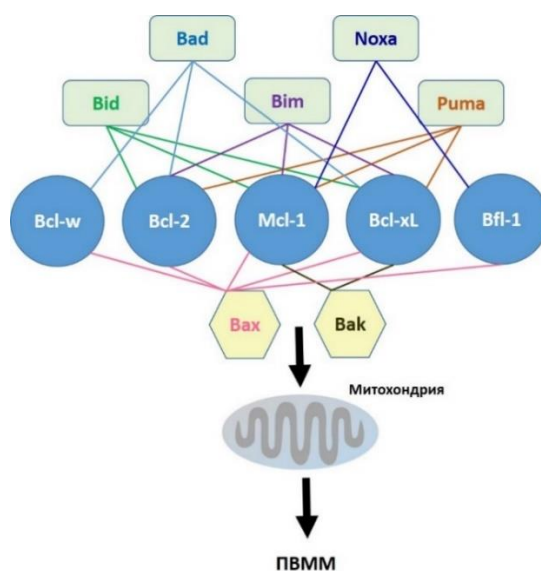 Bad
Noxa
Bid
Bim
Puma
Bcl-w
Bcl-2
Mcl-1
Bcl-xL
Bfl-1
Bax
Bak
Митохондрия
ПВММ